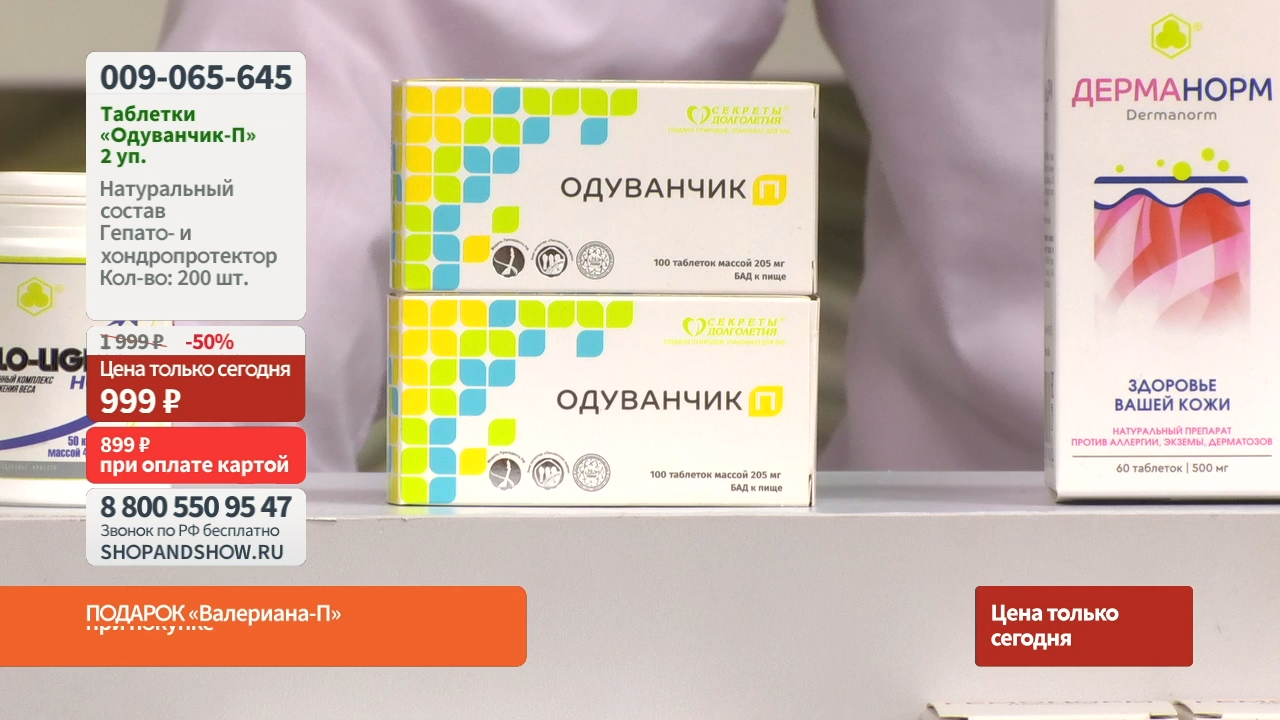 009-065-645
Таблетки
«Одуванчик-П»
2 уп.
Натуральный
состав
Гепато- и
хондропротектор
Кол-во: 200 шт.
1 999 ₽ -50%
Цена только сегодня
999 ₽
899 ₽
при оплате картой
8 800 550 95 47
Звонок по РФ бесплатно
SHOPANDSHOW.RU
ПОДАРОК «Валериана-П»
при покупке
Цена только
сегодня
СЕКРЕТЫ
ДОЛГОЛЕТИЯ
ОДУВАНЧИК П
100 таблеток массой 205 мг
БАД к пище
СЕКРЕТЫ
ДОЛГОЛЕТИЯ
ОДУВАНЧИК П
100 таблеток массой 205 мг
БАД к пище
ДЕРМАНОРМ
Dermanorm
ЗДОРОВЬЕ
ВАШЕЙ КОЖИ
НАТУРАЛЬНЫЙ ПРЕПАРАТ
ПРОТИВ АЛЛЕРГИИ, ЭКЗЕМЫ, ДЕРМАТОЗОВ
60 таблеток | 500 мг